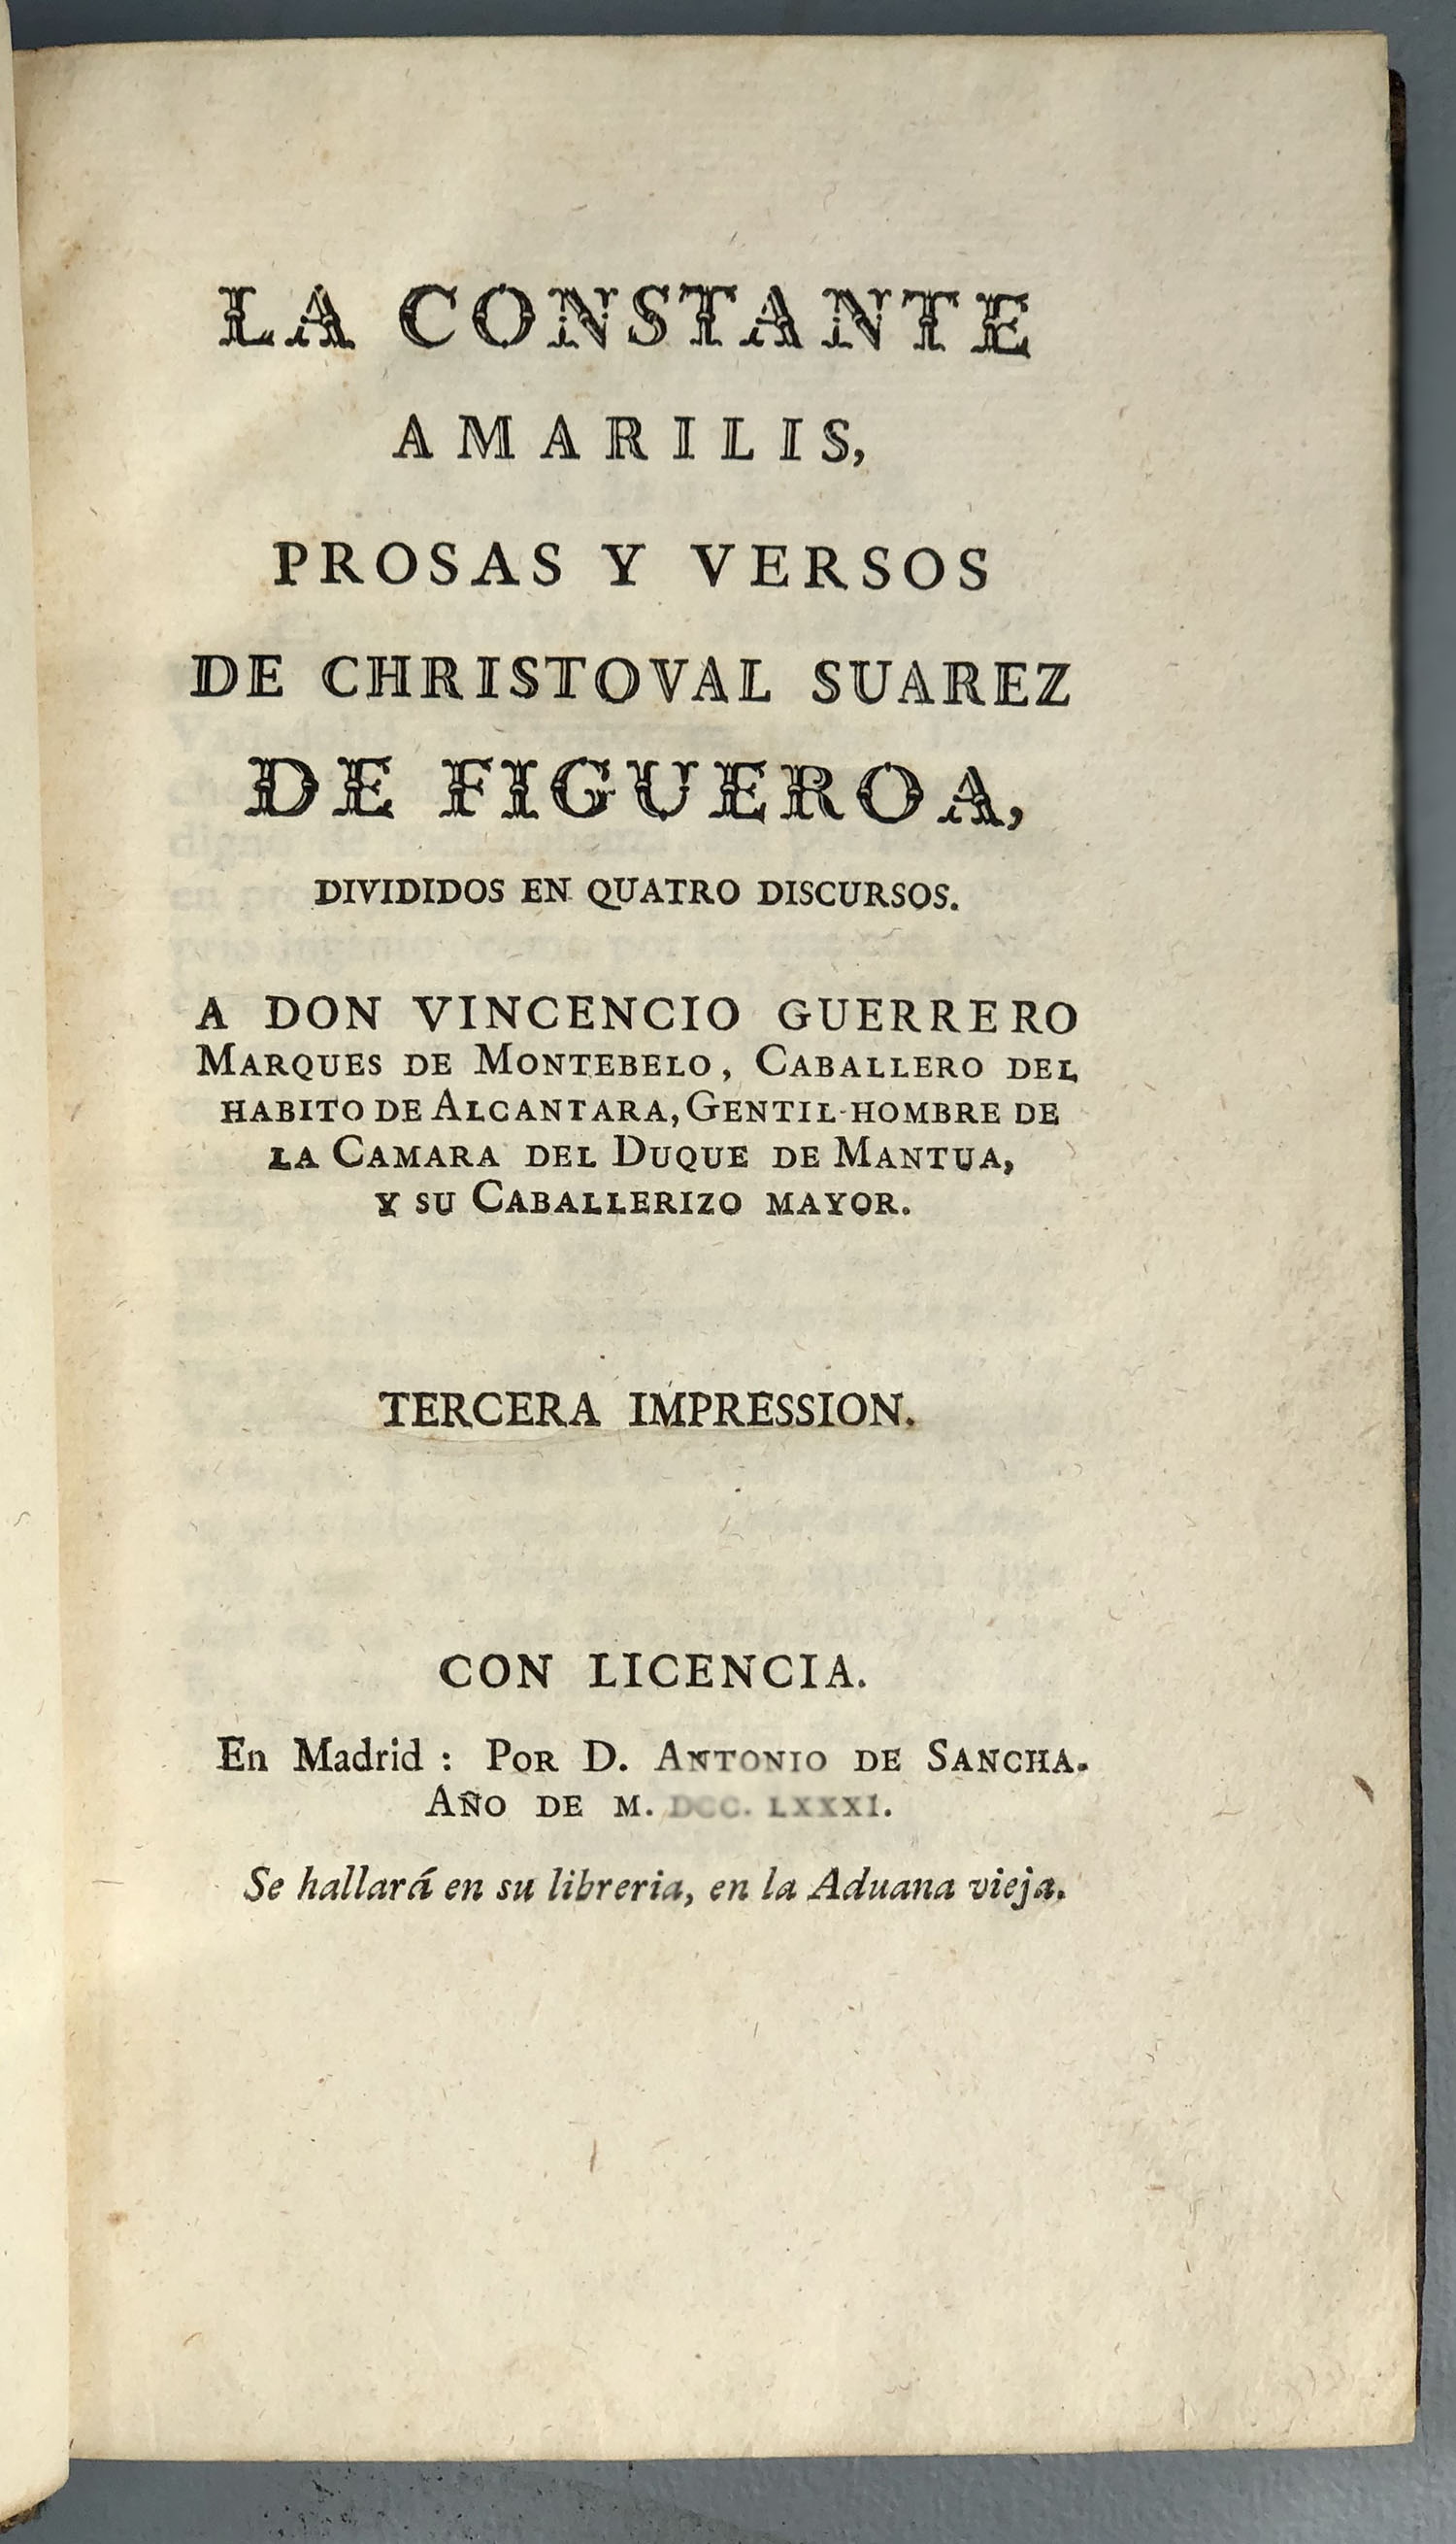 LA CONSTANTE
AMARILIS,
PROSAS Y VERSOS
DE CHRISTOVAL SUAREZ
DE FIGUEROA,
DIVIDIDOS EN QUATRO DISCURSOS.
A DON VINCENCIO GUERRERO
MARQUES DE MONTEBELO, CABALLERO DEL
HABITO DE ALCANTARA, GENTIL-HOMBRE DE
LA CAMARA DEL DUQUE DE MANTUA,
Y SU CABALLERIZO MAYOR.
TERCERA IMPRESSION.
CON LICENCIA.
En Madrid : POR D. ANTONIO DE SANCHA.
AÑO DE M. DCC. LXXXI.
Se hallará en su libreria, en la Aduana vieja.